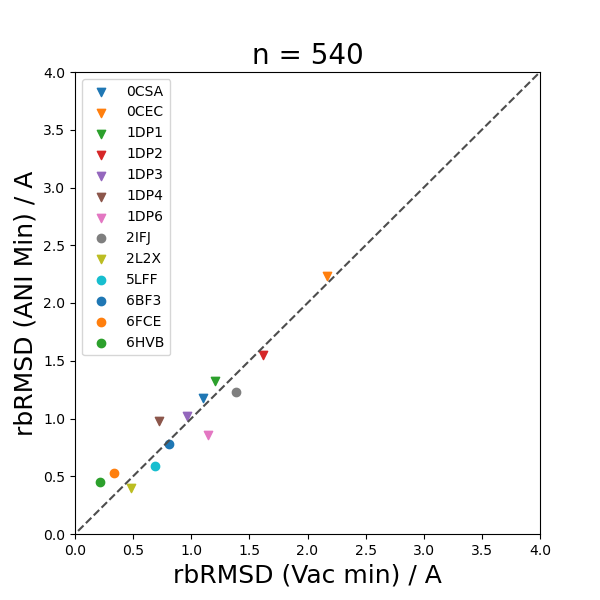 n = 540
4.0
3.5
3.0
2.5
2.0
1.5
1.0
0.5
0.0
rbRMSD (ANI Min) / A
0CSA
0CEC
1DP1
1DP2
1DP3
1DP4
1DP6
2IFJ
2L2X
5LFF
6BF3
6FCE
6HVB
0.0 0.5 1.0 1.5 2.0 2.5 3.0 3.5 4.0
rbRMSD (Vac min) / A